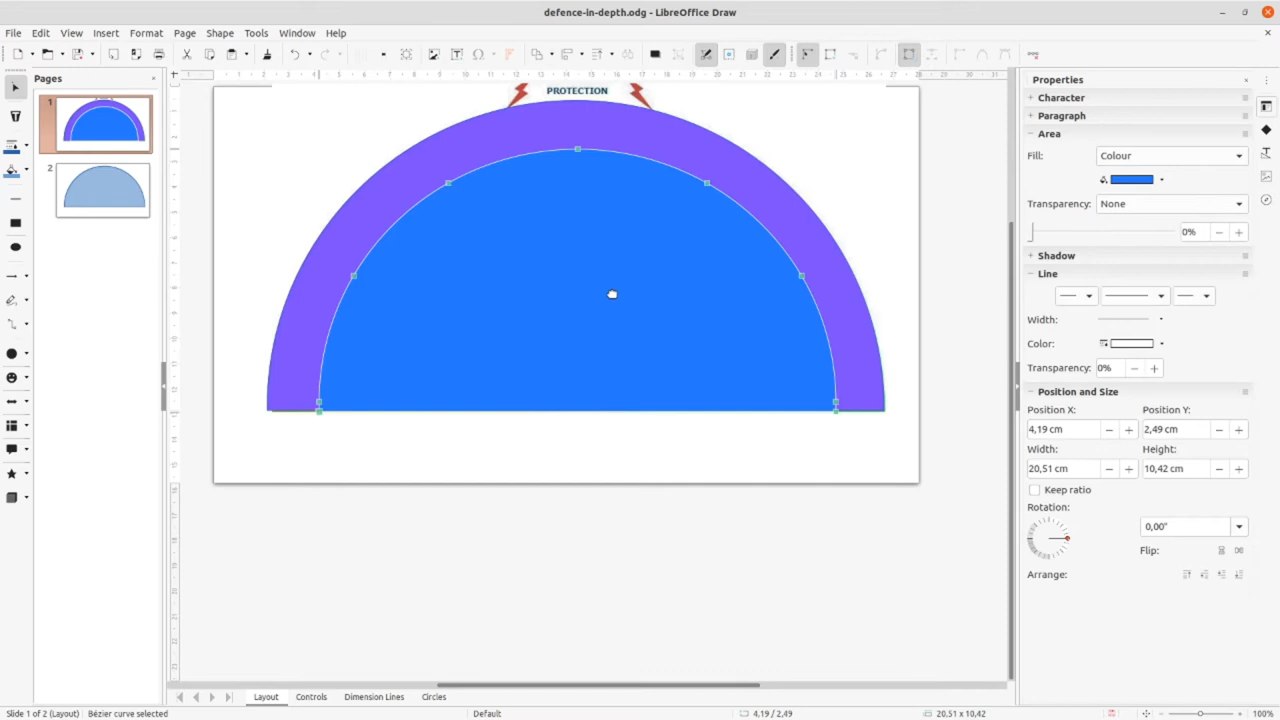 defence-in-depth.odg - LibreOffice Draw
File Edit View Insert Format Page Shape Tools Window Help
Pages
1
2
PROTECTION
Properties
Character
Paragraph
Area
Fill: Colour
Transparency: None
0%
Shadow
Line
Width:
Color:
Transparency: 0%
Position and Size
Position X: Position Y:
4,19 cm 2,49 cm
Width: Height:
20,51 cm 10,42 cm
Keep ratio
Rotation:
0,00°
Flip:
Arrange:
Layout Controls Dimension Lines Circles
Slide 1 of 2 (Layout) Bézier curve selected Default 4,19 / 2,49 20,51 x 10,42 100%